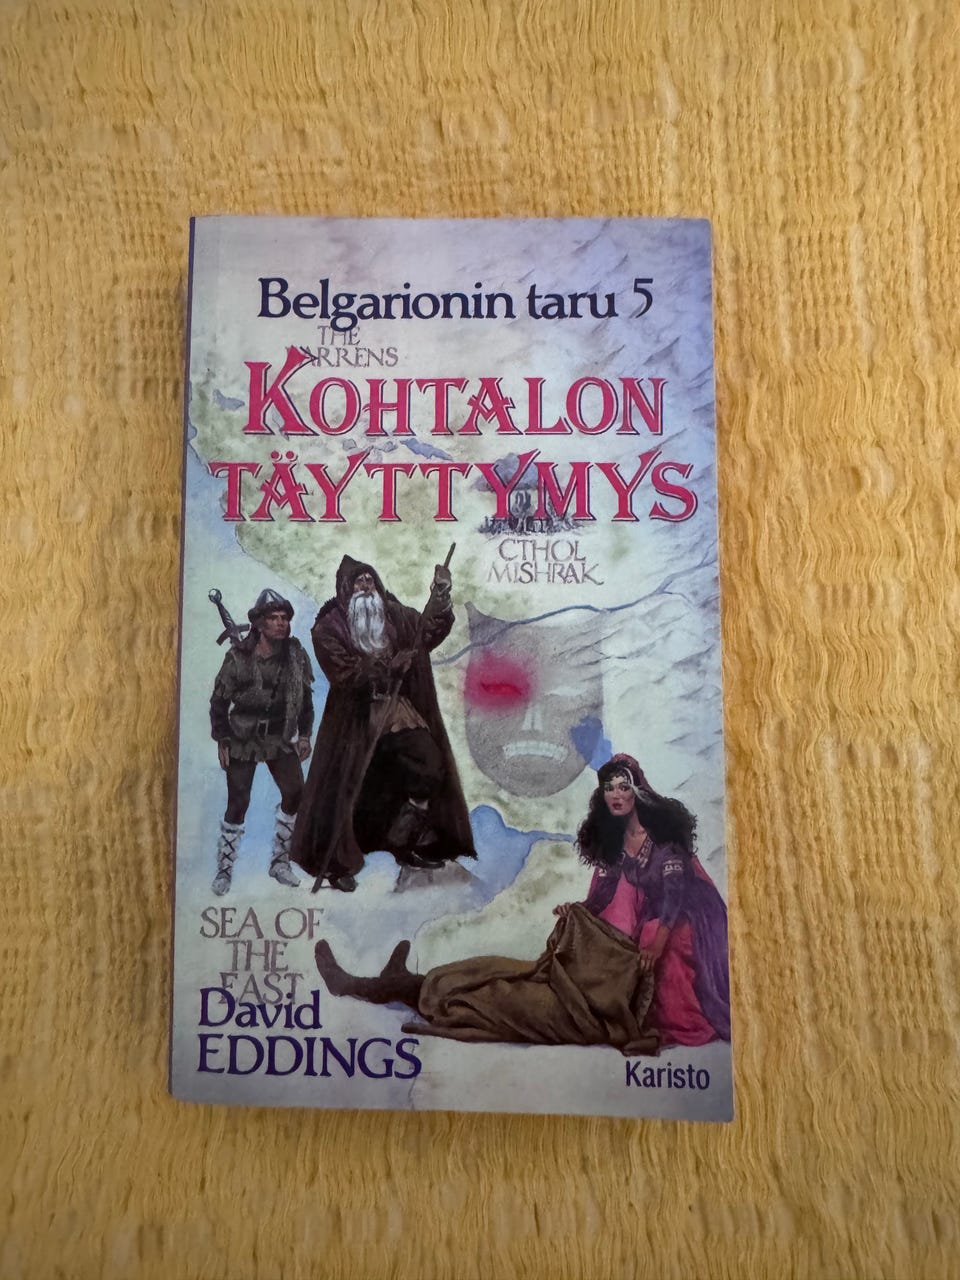 Belgarionin taru 5
THE
ARRENS
KOHTALON
TÄYTTYMYS
CTHOL
MISHRAK
SEA OF
THE
EAST
David
EDDINGS
Karisto